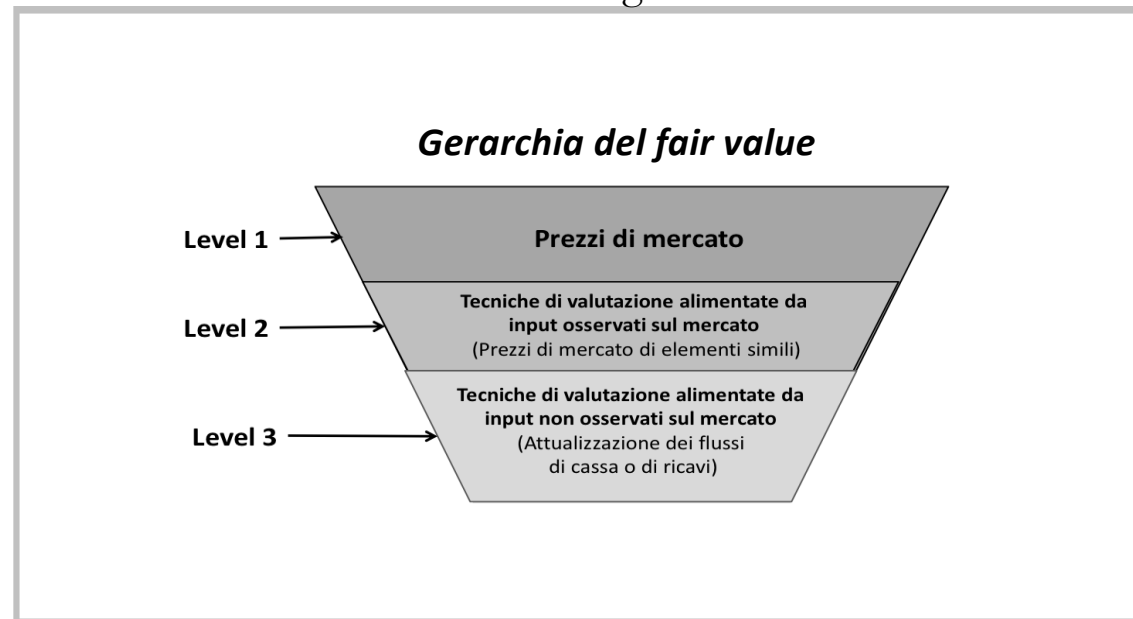 Gerarchia del fair value
Level 1
Prezzi di mercato
Level 2
Tecniche di valutazione alimentate da
input osservati sul mercato
(Prezzi di mercato di elementi simili)
Level 3
Tecniche di valutazione alimentate da
input non osservati sul mercato
(Attualizzazione dei flussi
di cassa o di ricavi)